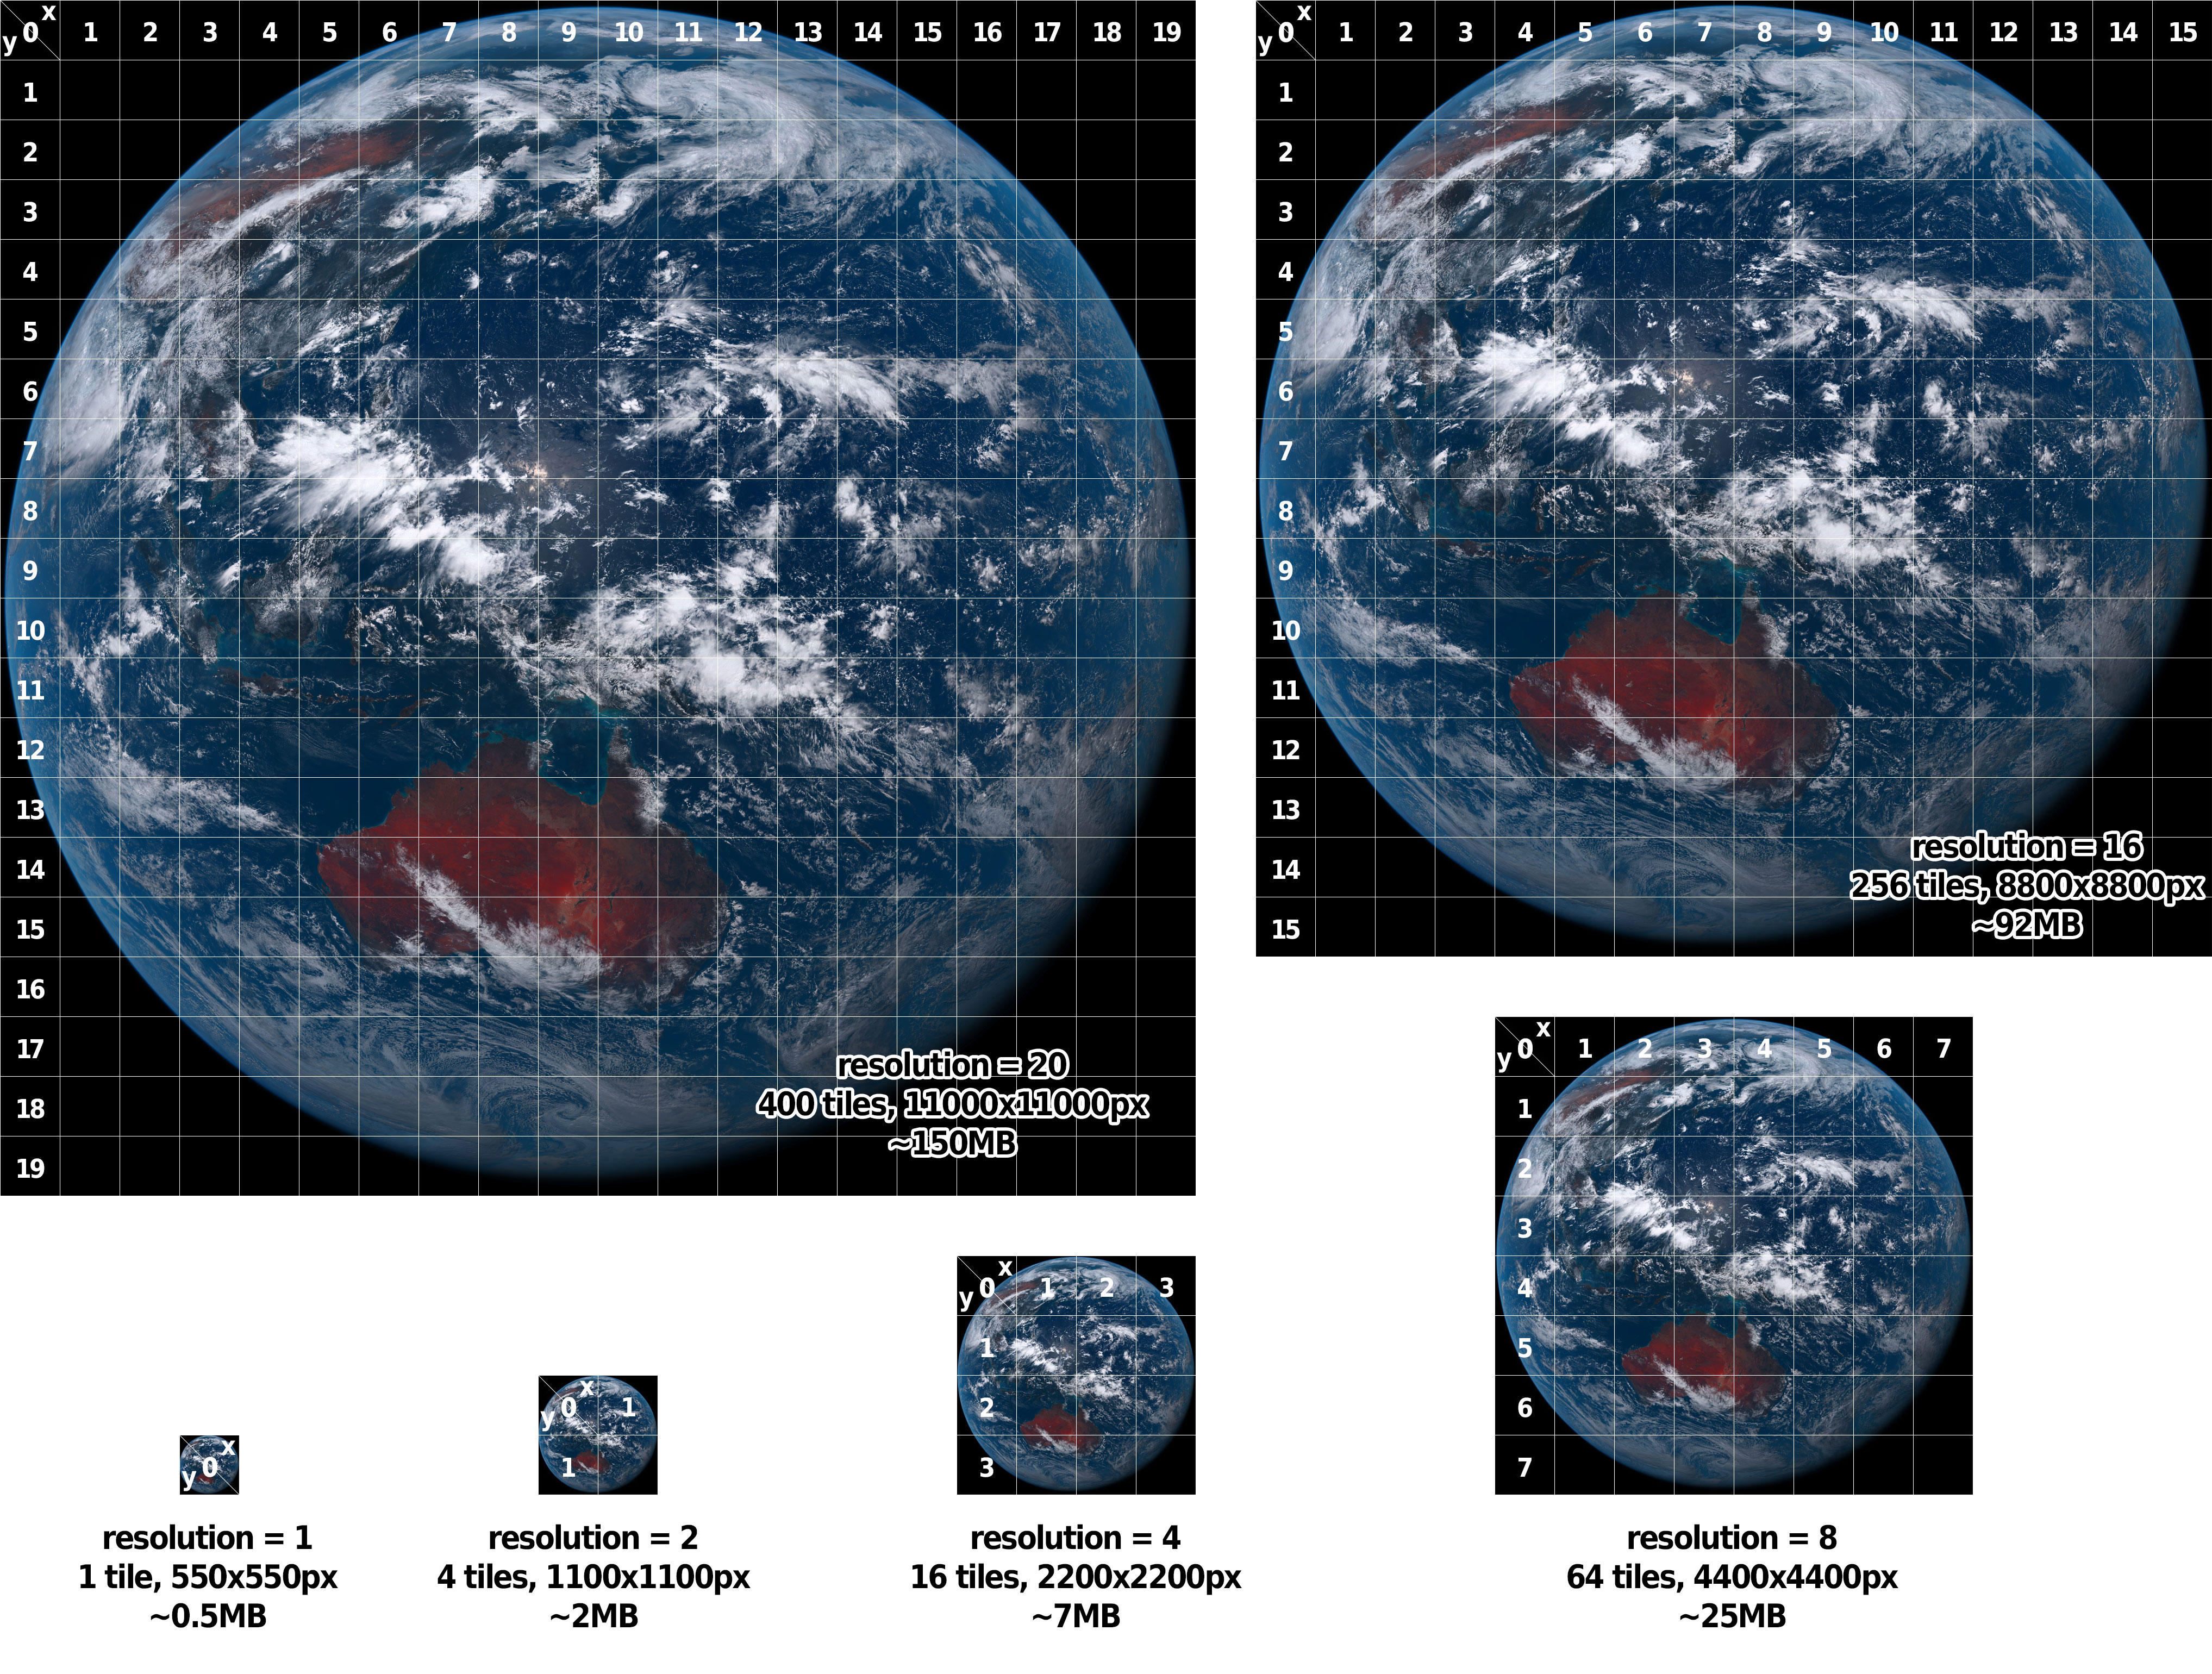 x
y 0 1 2 3 4 5 6 7 8 9 10 11 12 13 14 15 16 17 18 19
1
2
3
4
5
6
7
8
9
10
11
12
13
14
15
16
17
18
19
resolution = 20
400 tiles, 11000x11000px
~150MB
x
y 0 1 2 3 4 5 6 7 8 9 10 11 12 13 14 15
1
2
3
4
5
6
7
8
9
10
11
12
13
14
15
resolution = 16
256 tiles, 8800x8800px
~92MB
x
y 0
resolution = 1
1 tile, 550x550px
~0.5MB
x
y 0 1
1
resolution = 2
4 tiles, 1100x1100px
~2MB
x
y 0 1 2 3
1
2
3
resolution = 4
16 tiles, 2200x2200px
~7MB
x
y 0 1 2 3 4 5 6 7
1
2
3
4
5
6
7
resolution = 8
64 tiles, 4400x4400px
~25MB